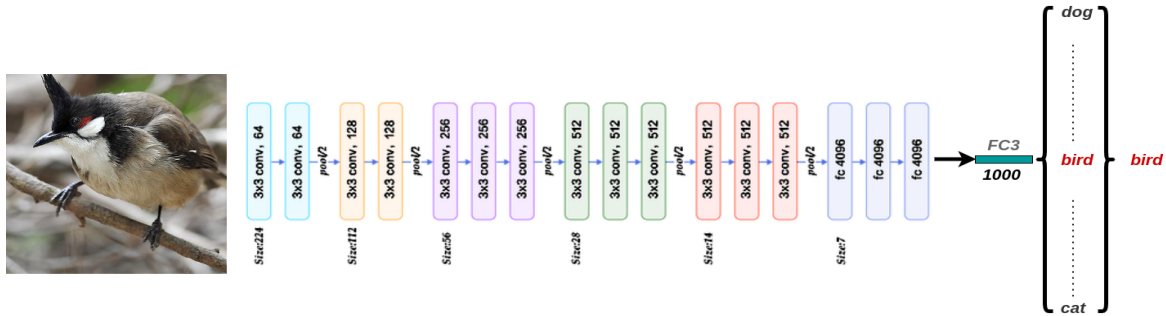 3x3 conv, 64
3x3 conv, 64
pool/2
3x3 conv, 128
3x3 conv, 128
pool/2
3x3 conv, 256
3x3 conv, 256
3x3 conv, 256
pool/2
3x3 conv, 512
3x3 conv, 512
3x3 conv, 512
pool/2
3x3 conv, 512
3x3 conv, 512
3x3 conv, 512
pool/2
fc 4096
fc 4096
fc 4096
Size:224
Size:112
Size:56
Size:28
Size:14
Size:7
FC3
1000
dog
bird
cat
bird